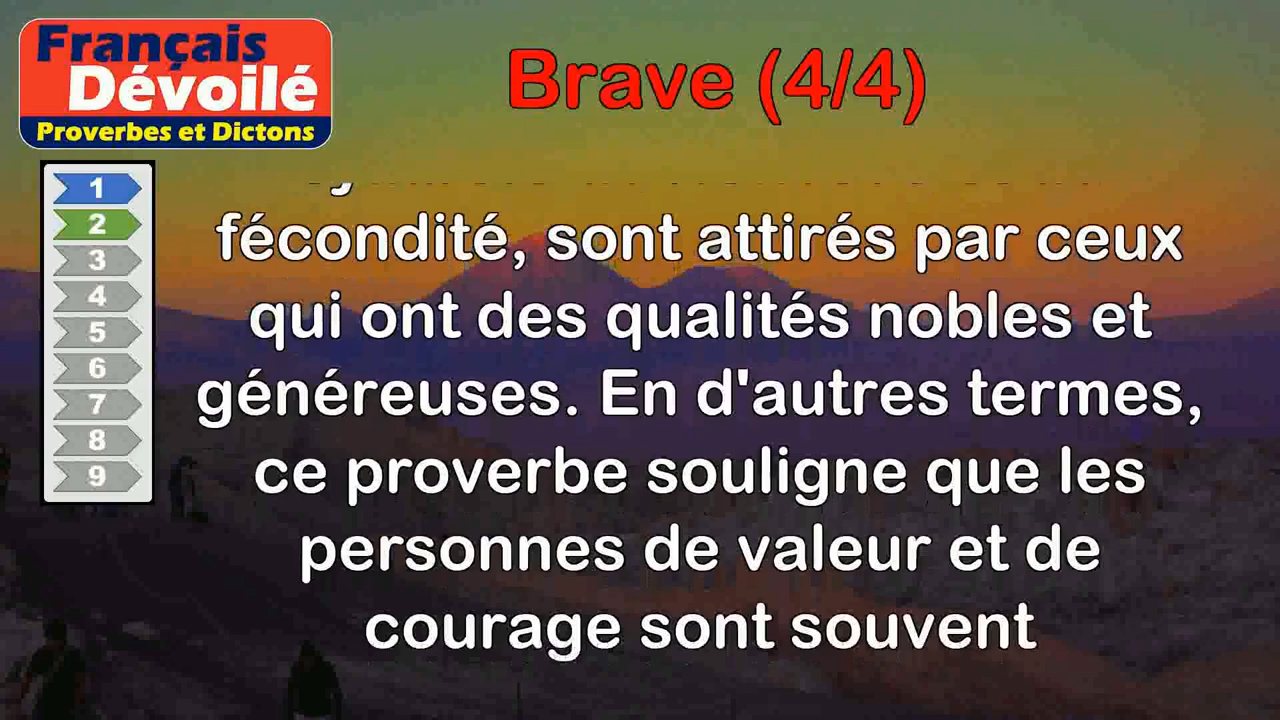 Français
Dévoilé
Proverbes et Dictons
Brave (4/4)
1
2
3
4
5
6
7
8
9
fécondité, sont attirés par ceux
qui ont des qualités nobles et
généreuses. En d'autres termes,
ce proverbe souligne que les
personnes de valeur et de
courage sont souvent